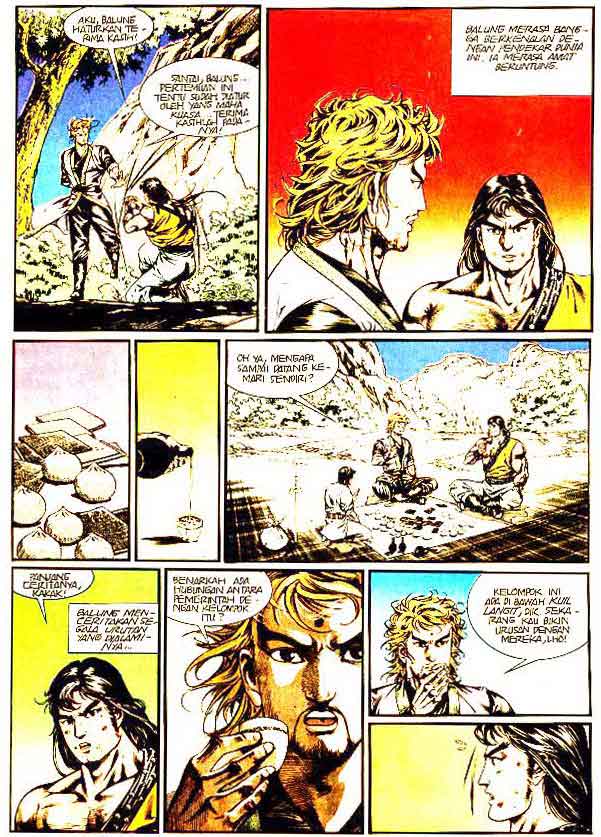 AKU, BALUNG
HATURKAN TE-
RIMA KASIH!
SANTAI, BALUNG...
PERTEMUAN INI
TENTU SUDAH DIATUR
OLEH YANG MAHA
KUASA... TERIMA
KASIHLAH PADA-
NYA!
BALUNG MERASA BANG-
GA BERKENALAN DE-
NGAN PENDEKAR DUNIA
INI. IA MERASA AMAT
BERUNTUNG.
OH YA, MENGAPA
SAMPAI DATANG KE-
MARI SENDIRI?
PANJANG
CERITANYA,
KAKAK!
BALUNG MEN-
CERITAKAN SE-
GALA URUTAN
YANG DIALAMI-
NYA...
BENARKAH ADA
HUBUNGAN ANTARA
PEMERINTAH DE-
NGAN KELOMPOK
ITU?
KELOMPOK INI
ADA DI BAWAH KUIL
LANGIT, DIK. SEKA-
RANG KAU BIKIN
URUSAN DENGAN
MEREKA, LHO!